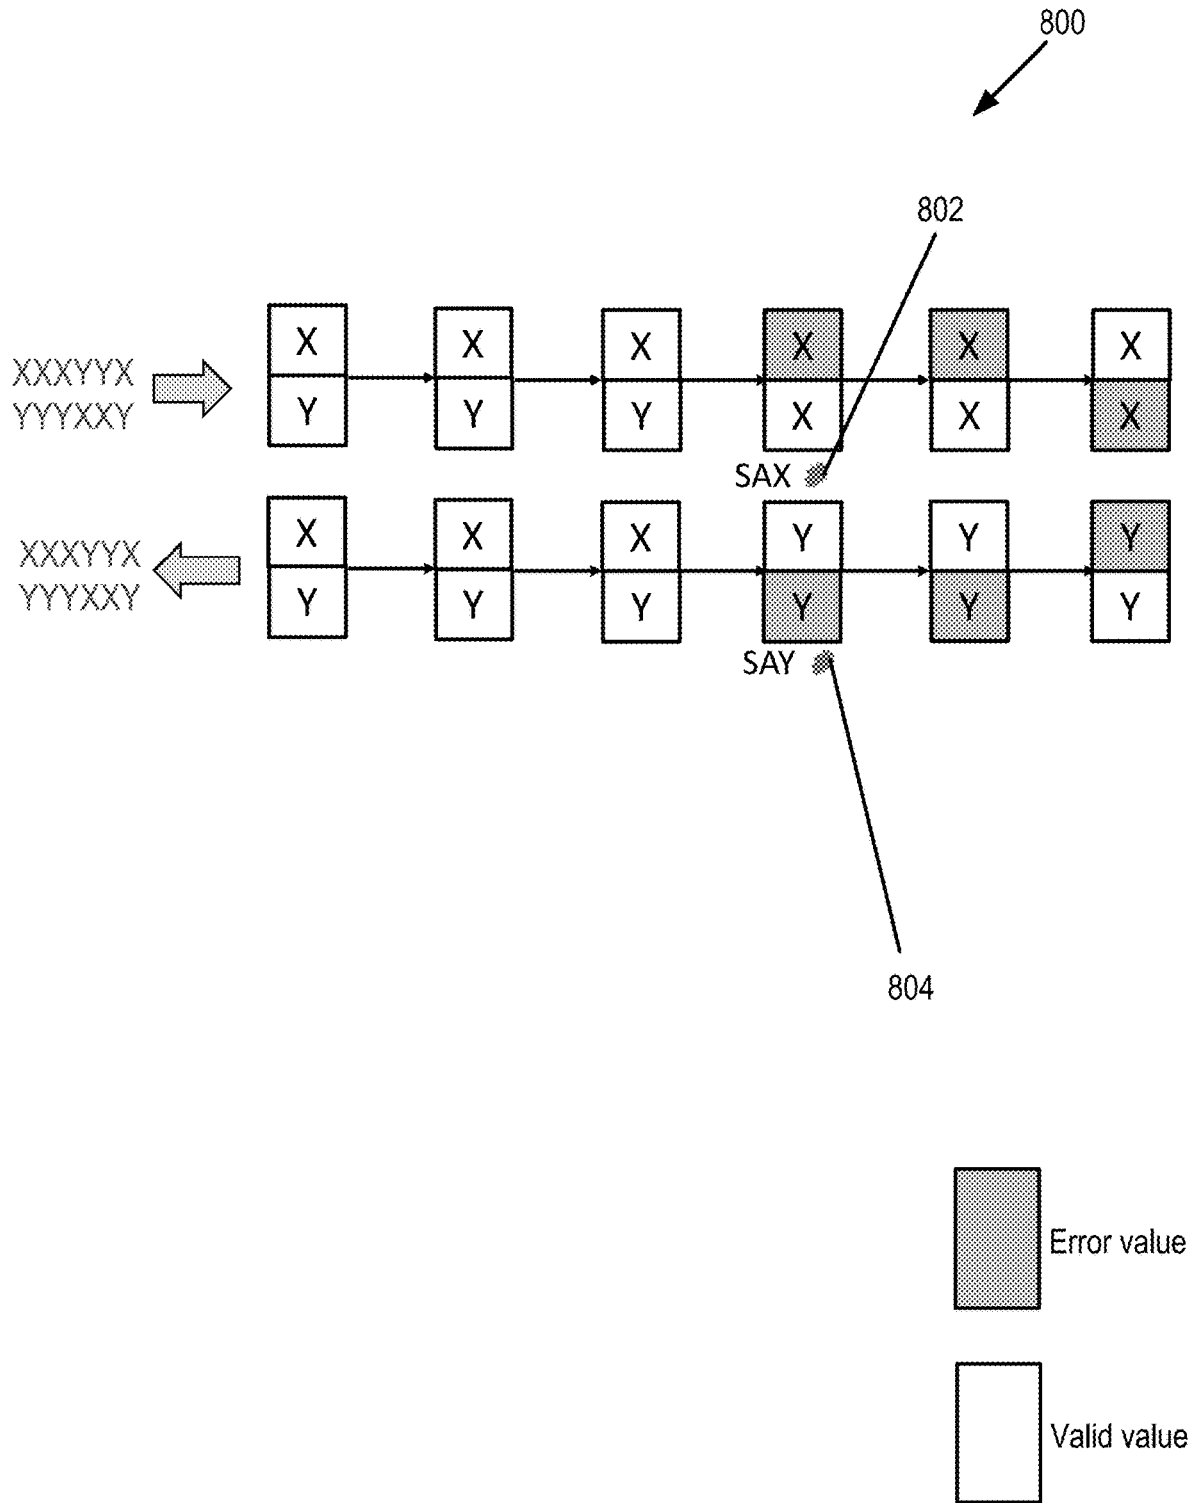 800
802
X X X X X X
XXXYYX
YYYXXY
Y Y Y X X X
SAX
X X X Y Y Y
XXXYYX
YYYXXY
Y Y Y Y Y Y
SAY
804
Error value
Valid value